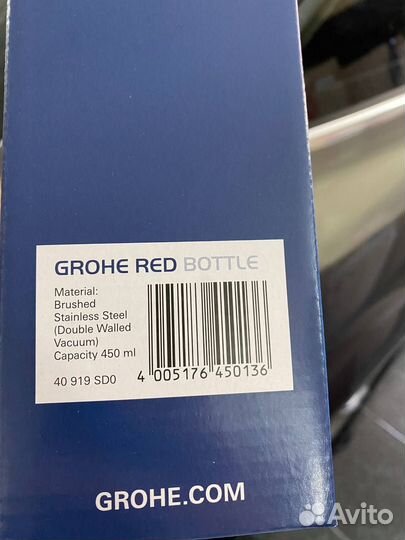 GROHE RED BOTTLE
Material:
Brushed
Stainless Steel
(Double Walled
Vacuum)
Capacity 450 ml
4 005176 450136
40 919 SD0
GROHE.COM
Avito